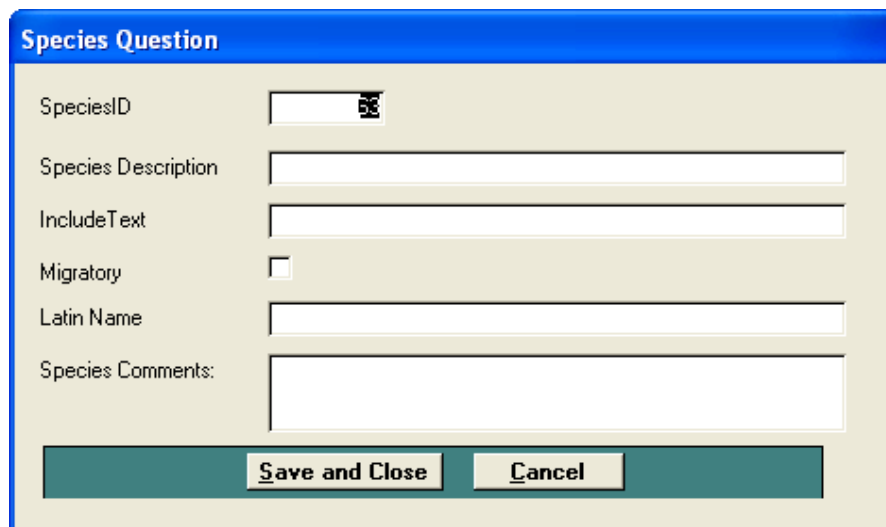 Species Question
SpeciesID
Species Description
IncludeText
Migratory
Latin Name
Species Comments:
Save and Close Cancel